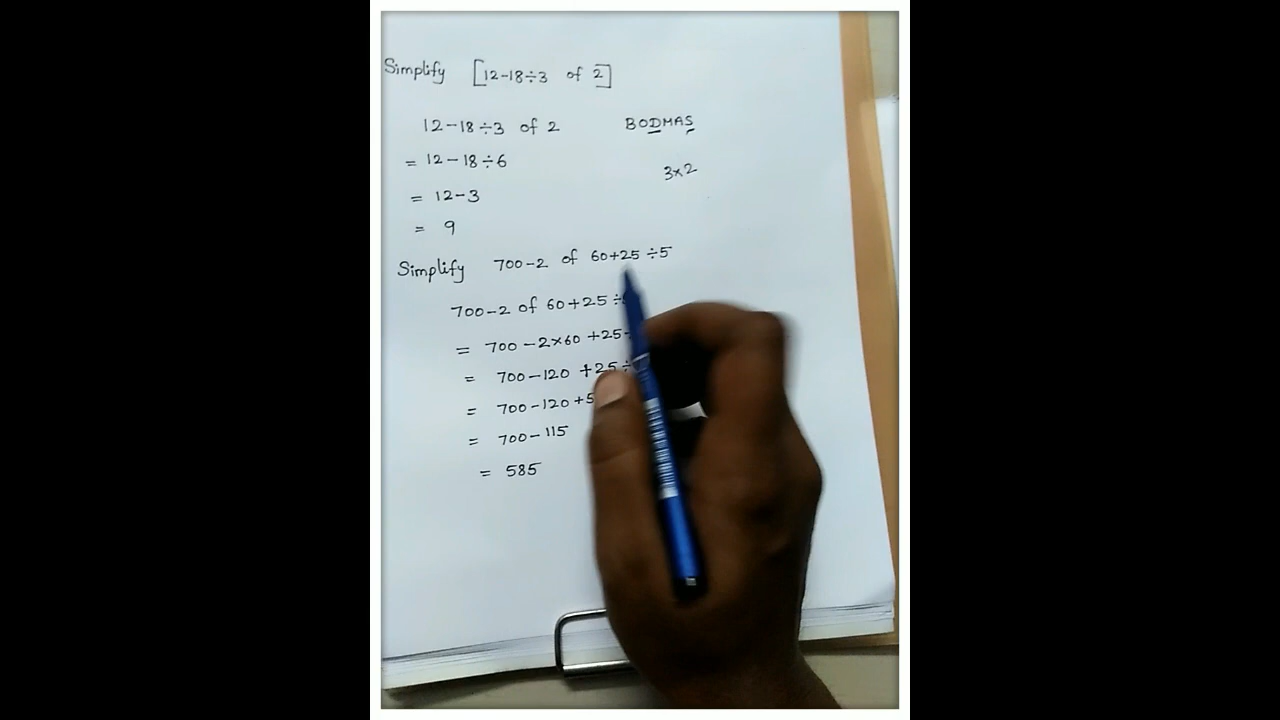 Simplify [12-18÷3 of 2]
12-18÷3 of 2 BODMAS
= 12-18÷6
3×2
= 12-3
= 9
Simplify 700-2 of 60+25÷5
700-2 of 60+25÷
= 700-2×60+25
= 700-120+25÷
= 700-120+5
= 700-115
= 585